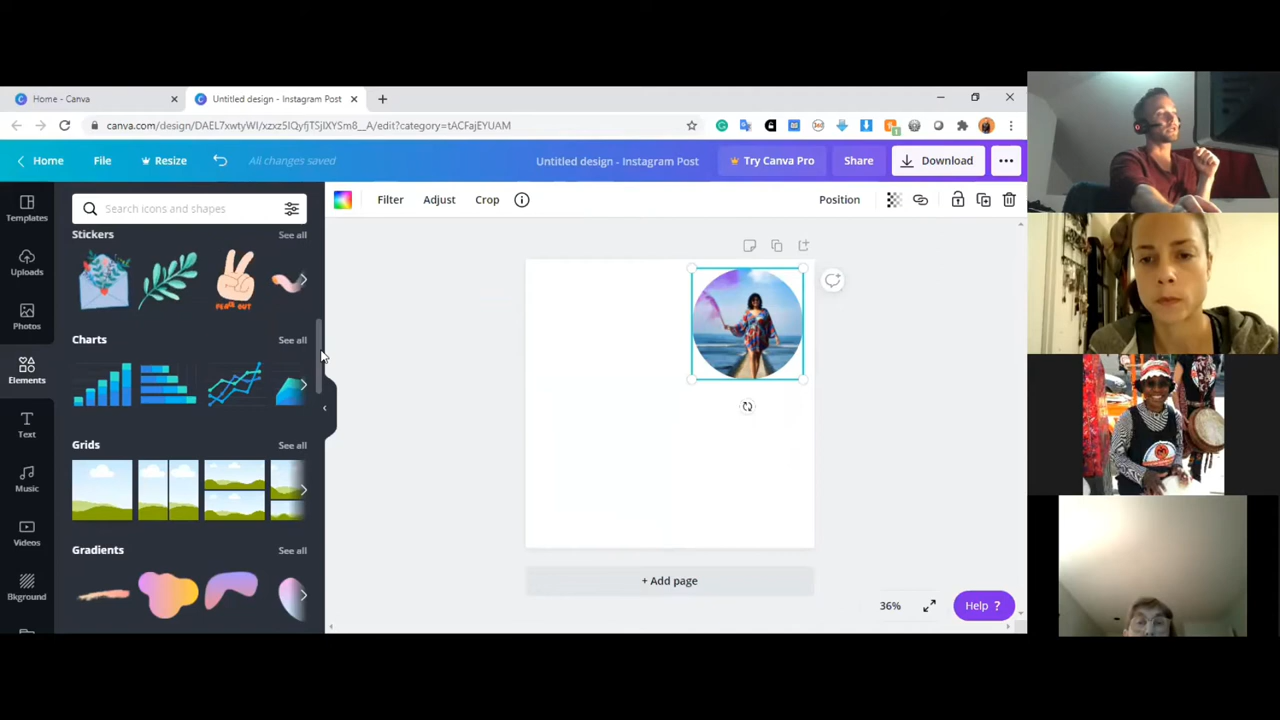 Home - Canva
Untitled design - Instagram Post
canva.com/design/DAEL7xwtyWI/xzxz5IQyfjTSjlXYSm8__A/edit?category=tACFajEYUAM
Home
File
Resize
All changes saved
Untitled design - Instagram Post
Try Canva Pro
Share
Download
Templates
Uploads
Photos
Elements
Text
Music
Videos
Bkground
Search icons and shapes
Filter
Adjust
Crop
Position
Stickers
See all
PEACE OUT
Charts
See all
Grids
See all
Gradients
See all
+ Add page
36%
Help ?